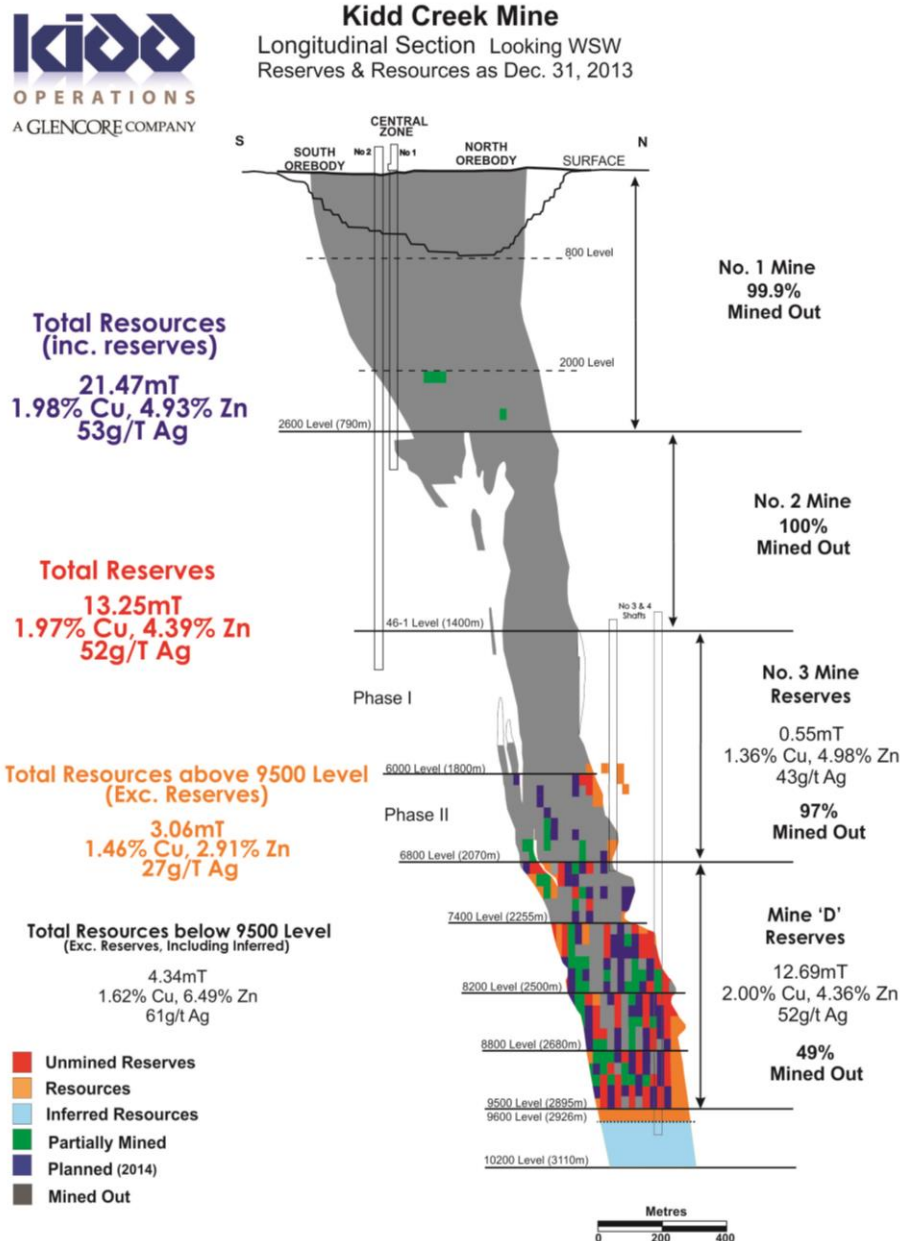 kidd
OPERATIONS
A GLENCORE COMPANY
Kidd Creek Mine
Longitudinal Section Looking WSW
Reserves & Resources as Dec. 31, 2013
S
SOUTH
OREBODY
No 2
CENTRAL
ZONE
No 1
NORTH
OREBODY
N
SURFACE
800 Level
2000 Level
2600 Level (790m)
46-1 Level (1400m)
No 3 & 4
Shafts
Phase I
6000 Level (1800m)
Phase II
6800 Level (2070m)
7400 Level (2255m)
8200 Level (2500m)
8800 Level (2680m)
9500 Level (2895m)
9600 Level (2926m)
10200 Level (3110m)
No. 1 Mine
99.9%
Mined Out
No. 2 Mine
100%
Mined Out
No. 3 Mine
Reserves
0.55mT
1.36% Cu, 4.98% Zn
43g/t Ag
97%
Mined Out
Mine ‘D’
Reserves
12.69mT
2.00% Cu, 4.36% Zn
52g/t Ag
49%
Mined Out
Total Resources
(inc. reserves)
21.47mT
1.98% Cu, 4.93% Zn
53g/T Ag
Total Reserves
13.25mT
1.97% Cu, 4.39% Zn
52g/T Ag
Total Resources above 9500 Level
(Exc. Reserves)
3.06mT
1.46% Cu, 2.91% Zn
27g/T Ag
Total Resources below 9500 Level
(Exc. Reserves, Including Inferred)
4.34mT
1.62% Cu, 6.49% Zn
61g/t Ag
Unmined Reserves
Resources
Inferred Resources
Partially Mined
Planned (2014)
Mined Out
Metres
0 200 400